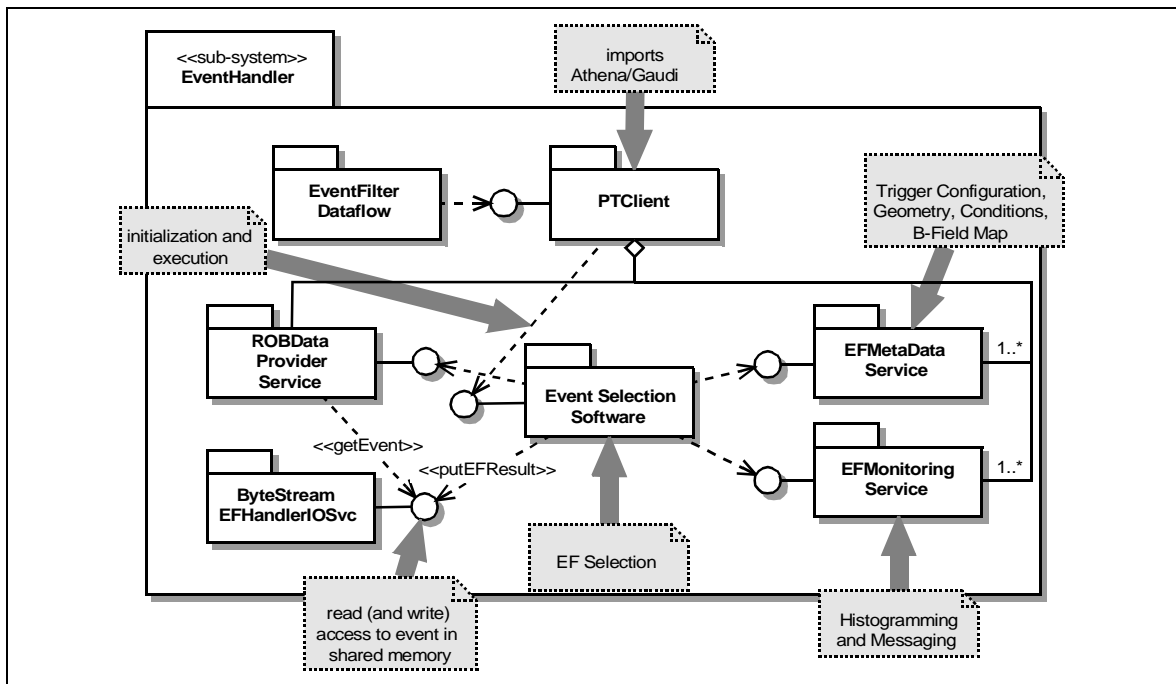 <<sub-system>>
EventHandler
imports
Athena/Gaudi
EventFilter
Dataflow
PTClient
Trigger Configuration,
Geometry, Conditions,
B-Field Map
initialization and
execution
ROBData
Provider
Service
EFMetaData
Service
1..*
Event Selection
Software
<<getEvent>>
<<putEFResult>>
EFMonitoring
Service
1..*
ByteStream
EFHandlerIOSvc
EF Selection
read (and write)
access to event in
shared memory
Histogramming
and Messaging